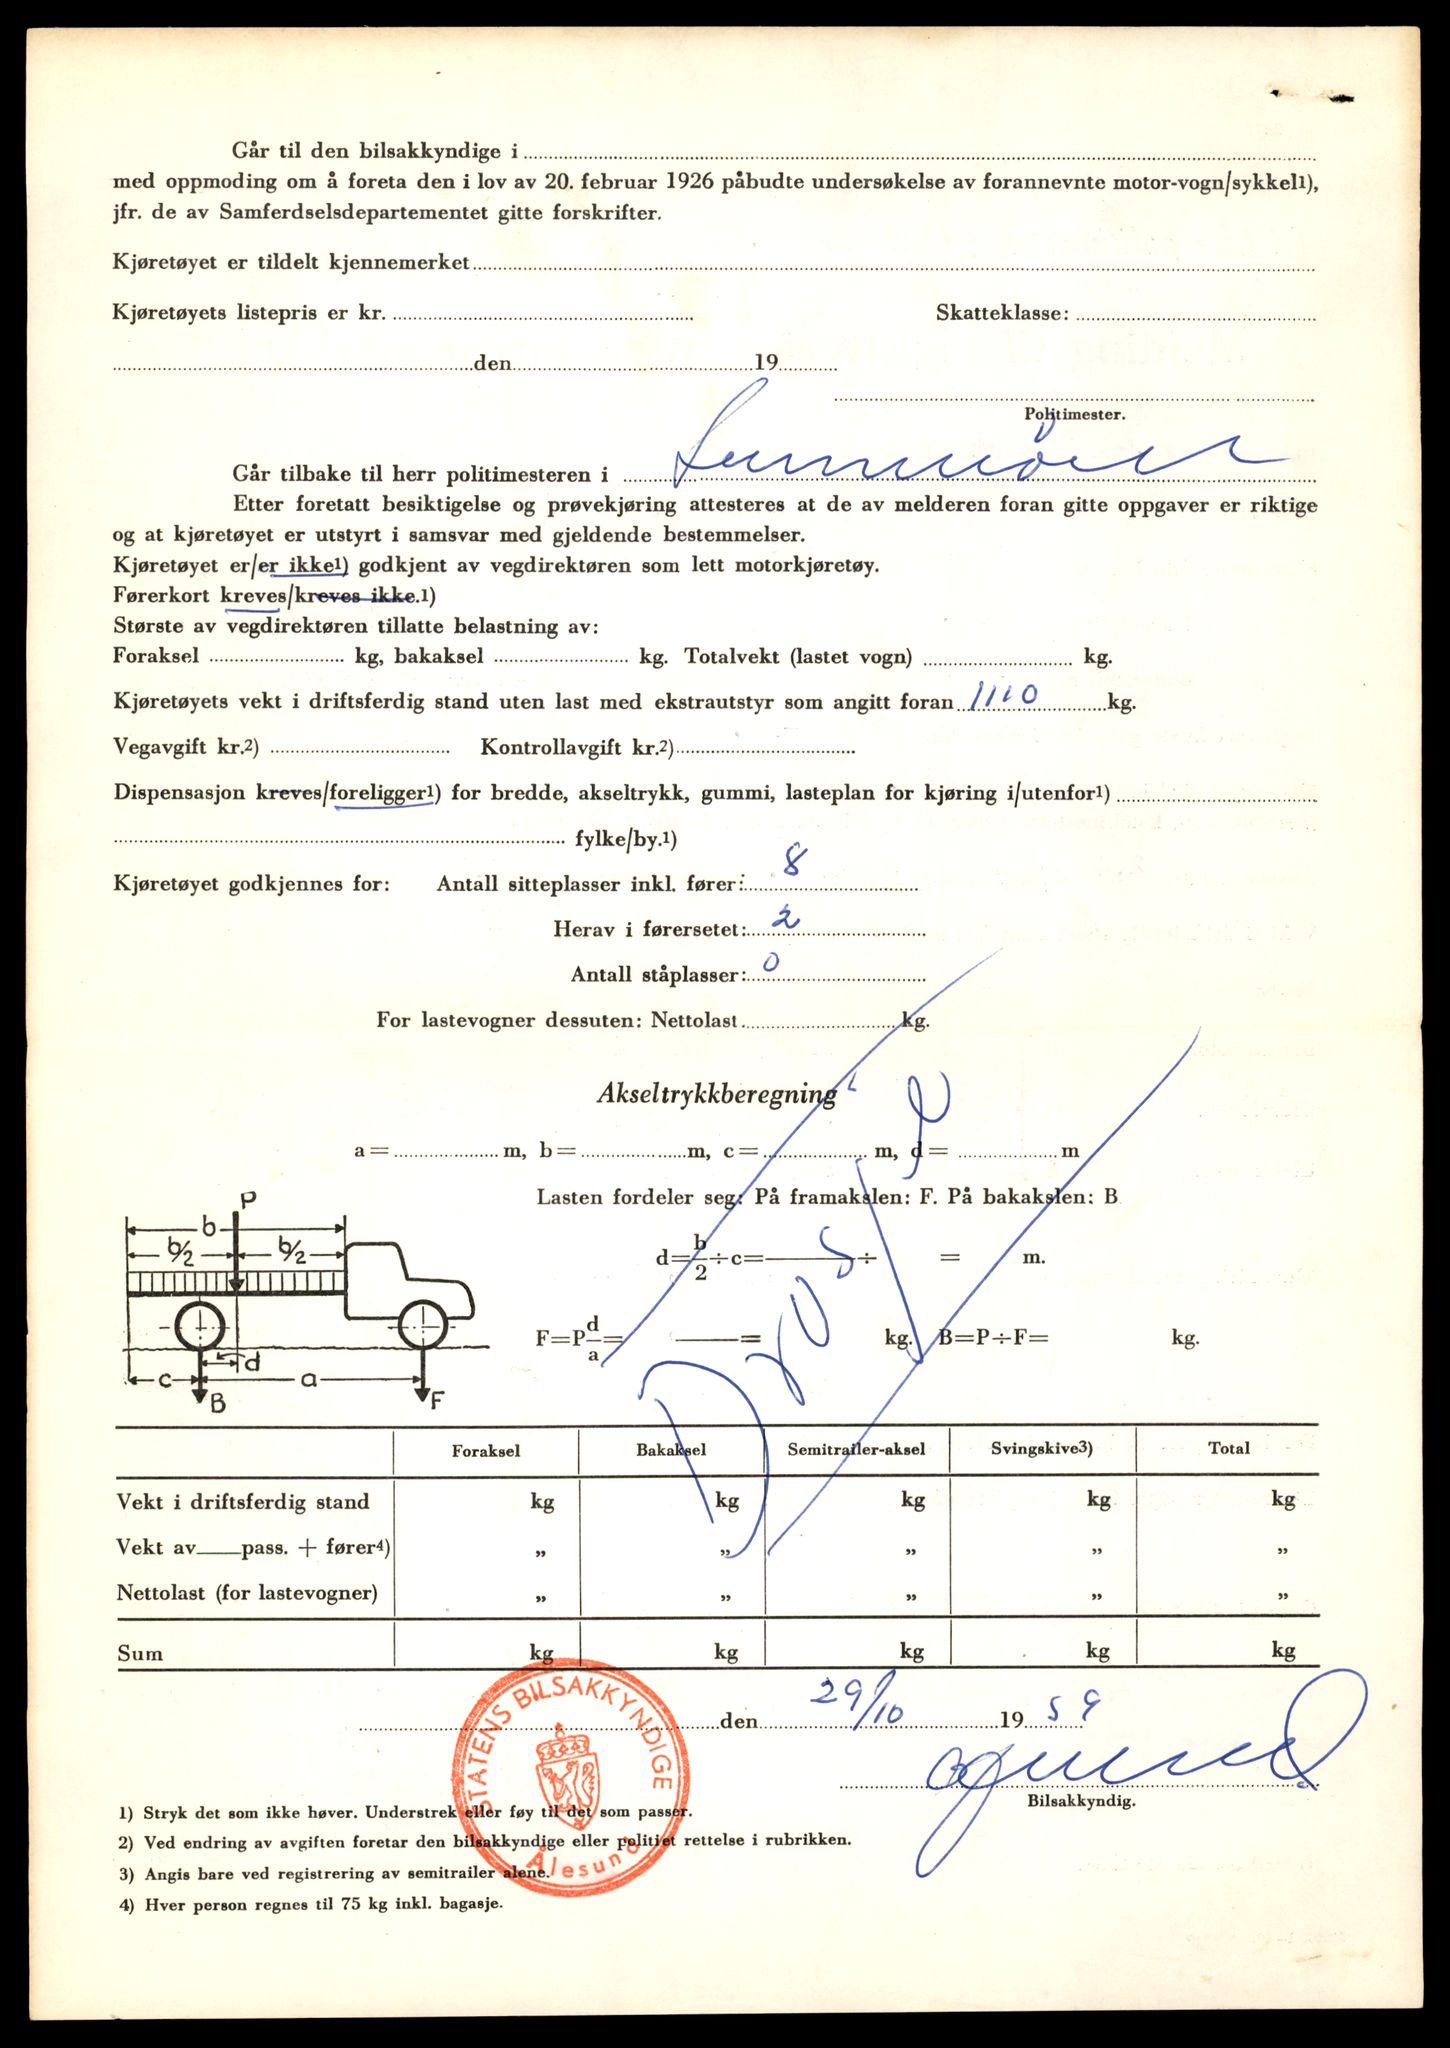 Går til den bilsakkyndige i
med oppmoding om å foreta den i lov av 20. februar 1926 påbudte undersøkelse av forannevnte motor-vogn/sykkel1),
jfr. de av Samferdselsdepartementet gitte forskrifter.
Kjøretøyet er tildelt kjennemerket
Kjøretøyets listepris er kr. Skatteklasse:
den 19
Politimester.
Går tilbake til herr politimesteren i Sunnmøre
Etter foretatt besiktigelse og prøvekjøring attesteres at de av melderen foran gitte oppgaver er riktige
og at kjøretøyet er utstyrt i samsvar med gjeldende bestemmelser.
Kjøretøyet er/er ikke1) godkjent av vegdirektøren som lett motorkjøretøy.
Førerkort kreves/kreves ikke.1)
Største av vegdirektøren tillatte belastning av:
Foraksel kg, bakaksel kg. Totalvekt (lastet vogn) kg.
Kjøretøyets vekt i driftsferdig stand uten last med ekstrautstyr som angitt foran 1110 kg.
Vegavgift kr.2) Kontrollavgift kr.2)
Dispensasjon kreves/foreligger1) for bredde, akseltrykk, gummi, lasteplan for kjøring i/utenfor1)
fylke/by.1)
Kjøretøyet godkjennes for: Antall sitteplasser inkl. fører: 8
Herav i førersetet: 2
Antall ståplasser: 0
For lastevogner dessuten: Nettolast kg.
Akseltrykkberegning
a = m, b = m, c = m, d = m
Lasten fordeler seg: På framakslen: F. På bakakslen: B
P
b
b/2 b/2
d = b/2 ÷ c = ÷ = m.
F = P d/a = = kg. B = P ÷ F = kg.
d
c a
B F
Foraksel Bakaksel Semitrailer-aksel Svingskive3) Total
Vekt i driftsferdig stand kg kg kg kg kg
Vekt av pass. + fører4) „ „ „ „ „
Nettolast (for lastevogner) „ „ „ „ „
Sum kg kg kg kg kg
den 29/10 1959
STATENS BILSAKKYNDIGE
Ålesund
Bilsakkyndig.
1) Stryk det som ikke høver. Understrek eller føy til det som passer.
2) Ved endring av avgiften foretar den bilsakkyndige eller politiet rettelse i rubrikken.
3) Angis bare ved registrering av semitrailer alene.
4) Hver person regnes til 75 kg inkl. bagasje.